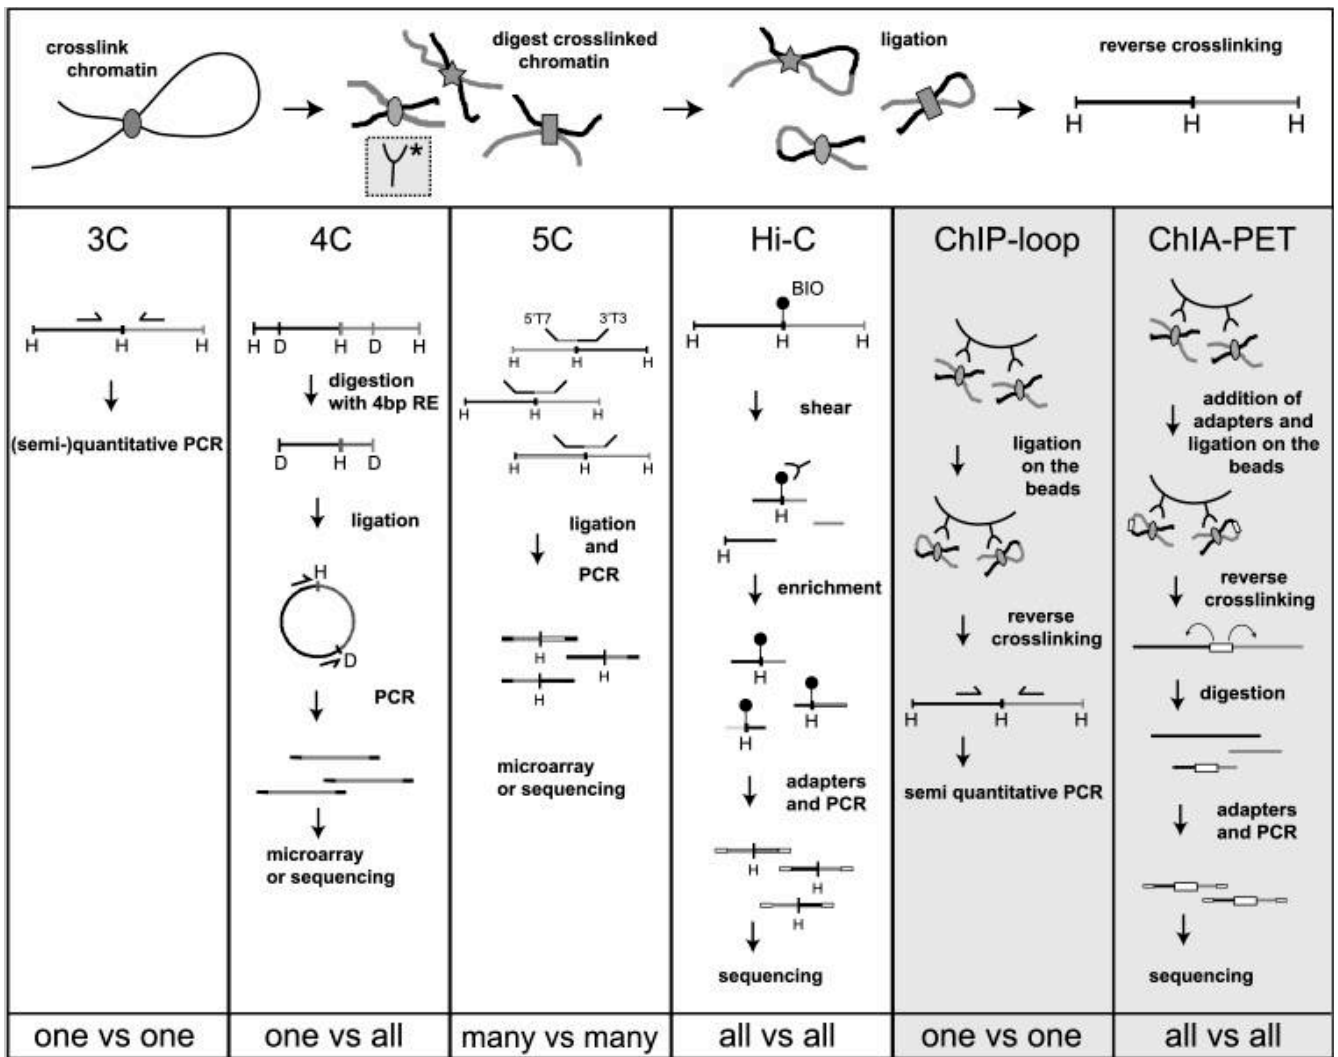 crosslink
chromatin
digest crosslinked
chromatin
ligation
reverse crosslinking
*
H H H
3C
H H H
(semi-)quantitative PCR
one vs one
4C
H D H D H
digestion
with 4bp RE
D H D
ligation
H
D
PCR
microarray
or sequencing
one vs all
5C
5'T7 3'T3
H H H
H H H
H H H
ligation
and
PCR
H
H
H
microarray
or sequencing
many vs many
Hi-C
BIO
H H H
shear
H
H
enrichment
H
H
H
adapters
and PCR
H
H
H
sequencing
all vs all
ChIP-loop
ligation
on the
beads
reverse
crosslinking
H H H
semi quantitative PCR
one vs one
ChIA-PET
addition of
adapters and
ligation on the
beads
reverse
crosslinking
digestion
adapters
and PCR
sequencing
all vs all